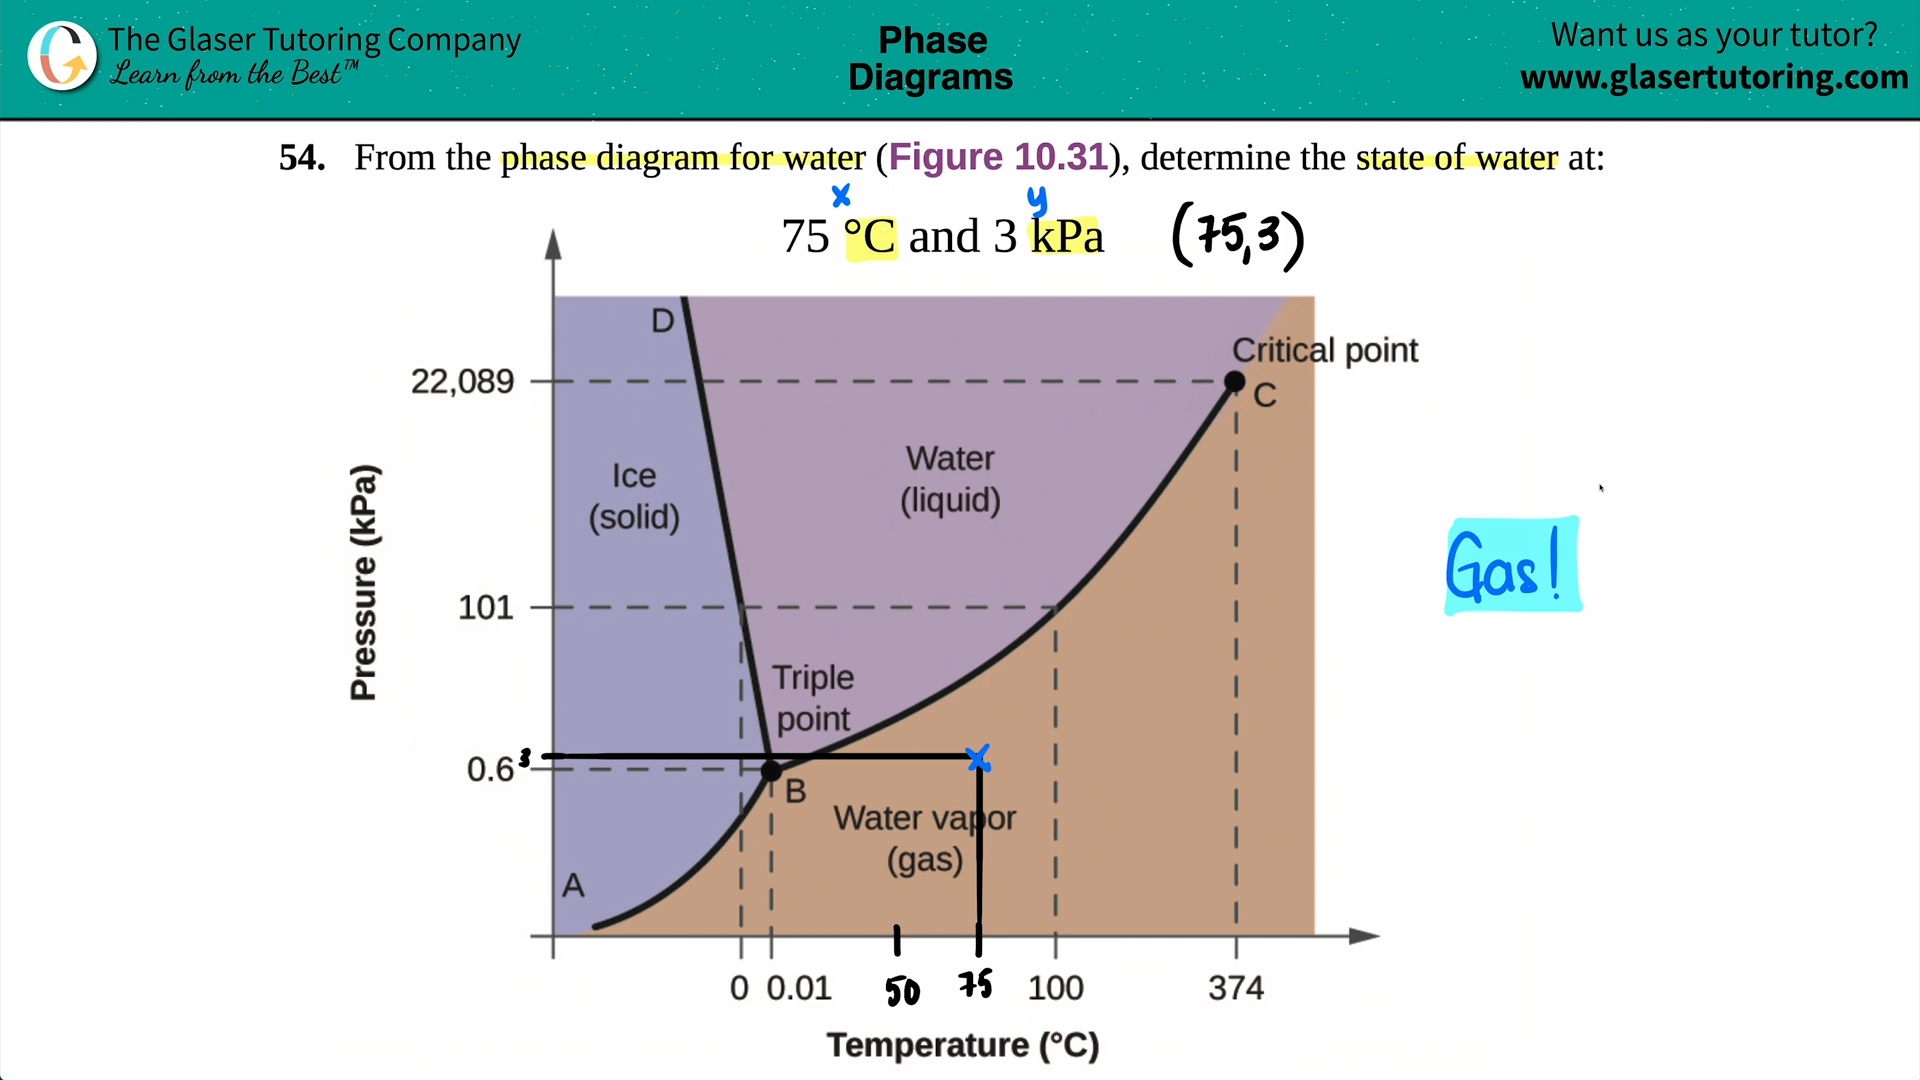 The Glaser Tutoring Company
Learn from the Best™
Phase
Diagrams
Want us as your tutor?
www.glasertutoring.com
54. From the phase diagram for water (Figure 10.31), determine the state of water at:
x y
75 °C and 3 kPa (75,3)
D
Critical point
22,089
C
Water
(liquid)
Ice
(solid)
Pressure (kPa)
Gas!
101
Triple
point
3
0.6
B
Water vapor
(gas)
A
0 0.01 50 75 100 374
Temperature (°C)